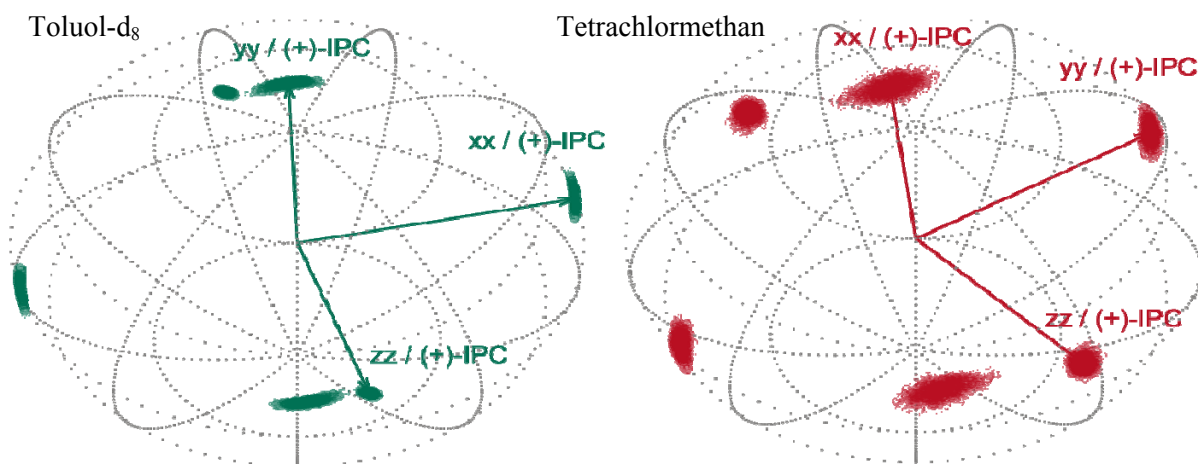 Toluol-d8
Tetrachlormethan
yy / (+)-IPC
xx / (+)-IPC
zz / (+)-IPC
xx / (+)-IPC
yy / (+)-IPC
zz / (+)-IPC